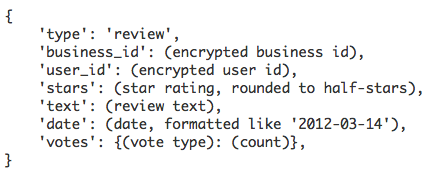 {
    'type': 'review',
    'business_id': (encrypted business id),
    'user_id': (encrypted user id),
    'stars': (star rating, rounded to half-stars),
    'text': (review text),
    'date': (date, formatted like '2012-03-14'),
    'votes': {(vote type): (count)},
}